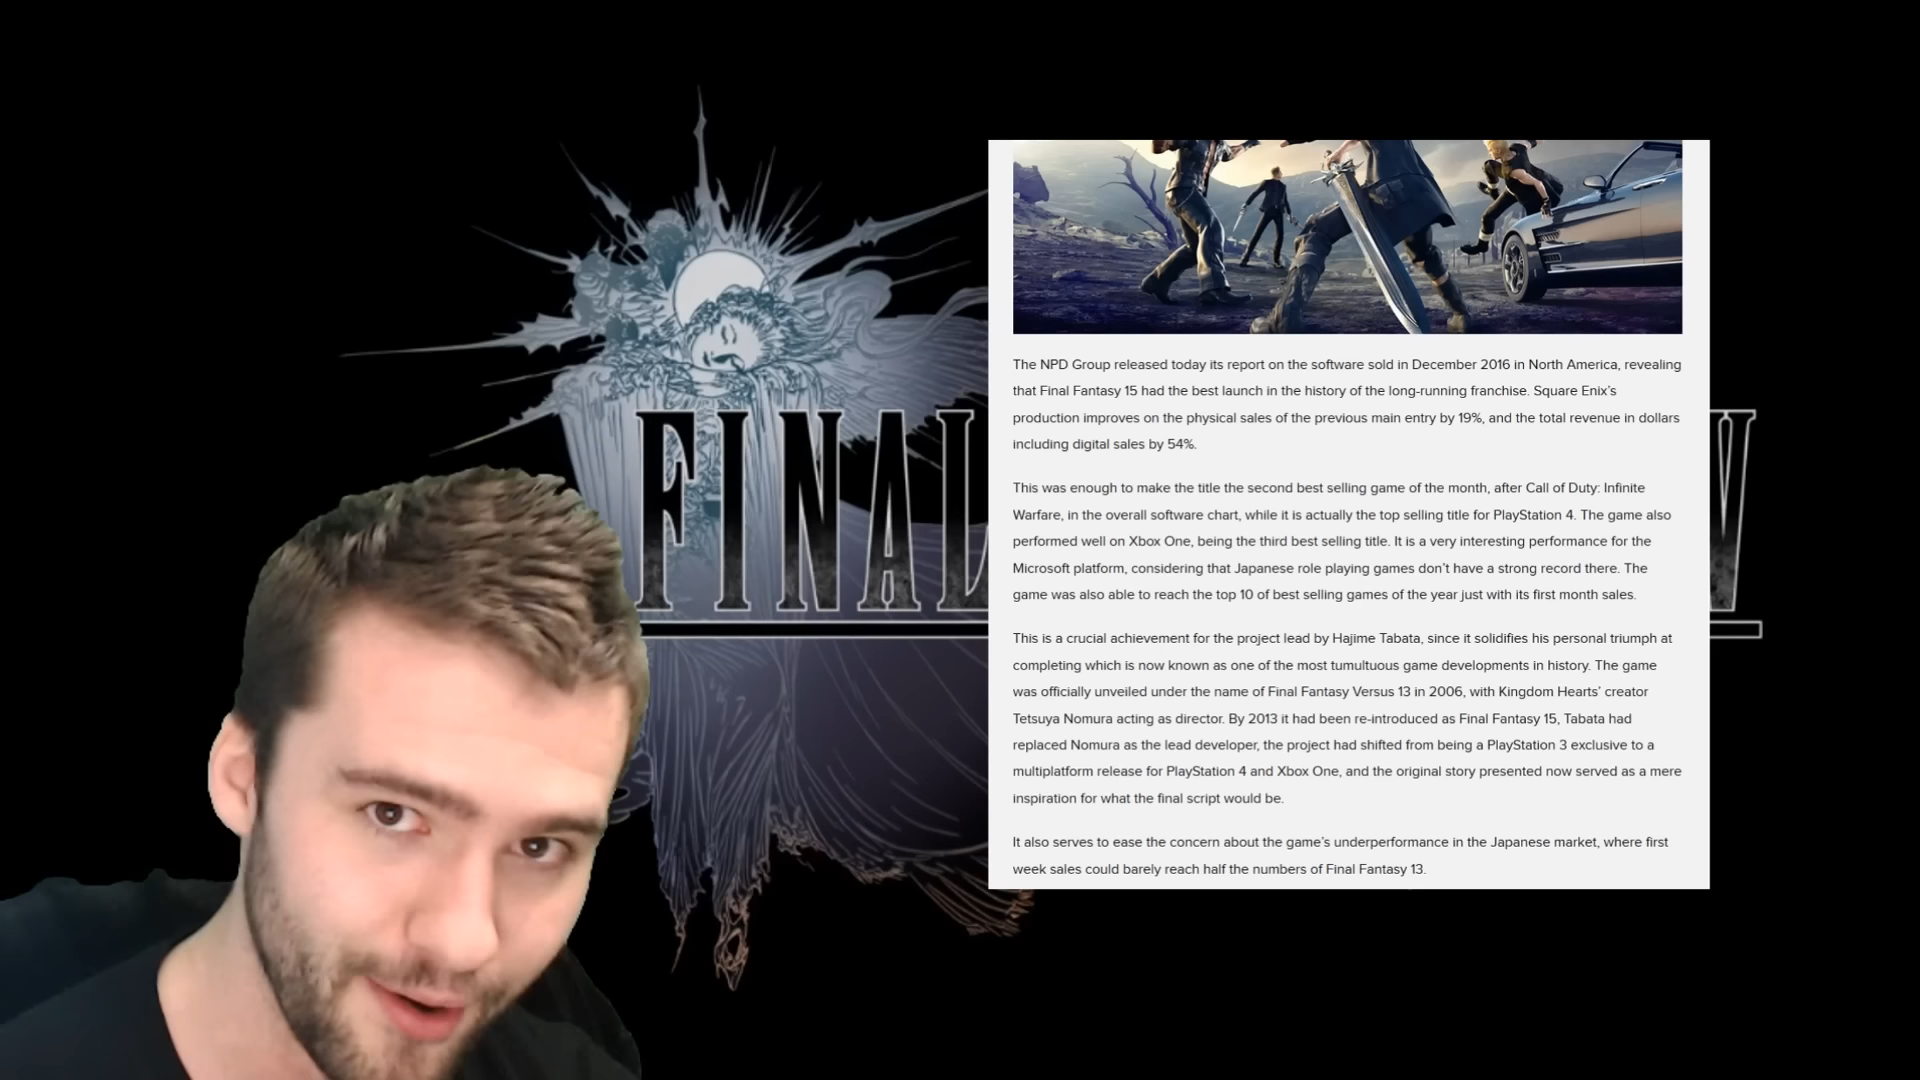 FINAL
XV
The NPD Group released today its report on the software sold in December 2016 in North America, revealing
that Final Fantasy 15 had the best launch in the history of the long-running franchise. Square Enix’s
production improves on the physical sales of the previous main entry by 19%, and the total revenue in dollars
including digital sales by 54%.
This was enough to make the title the second best selling game of the month, after Call of Duty: Infinite
Warfare, in the overall software chart, while it is actually the top selling title for PlayStation 4. The game also
performed well on Xbox One, being the third best selling title. It is a very interesting performance for the
Microsoft platform, considering that Japanese role playing games don’t have a strong record there. The
game was also able to reach the top 10 of best selling games of the year just with its first month sales.
This is a crucial achievement for the project lead by Hajime Tabata, since it solidifies his personal triumph at
completing which is now known as one of the most tumultuous game developments in history. The game
was officially unveiled under the name of Final Fantasy Versus 13 in 2006, with Kingdom Hearts’ creator
Tetsuya Nomura acting as director. By 2013 it had been re-introduced as Final Fantasy 15, Tabata had
replaced Nomura as the lead developer, the project had shifted from being a PlayStation 3 exclusive to a
multiplatform release for PlayStation 4 and Xbox One, and the original story presented now served as a mere
inspiration for what the final script would be.
It also serves to ease the concern about the game’s underperformance in the Japanese market, where first
week sales could barely reach half the numbers of Final Fantasy 13.